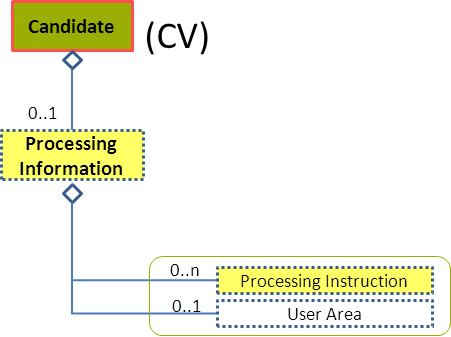 Candidate
(CV)
0..1
Processing
Information
0..n
Processing Instruction
0..1
User Area